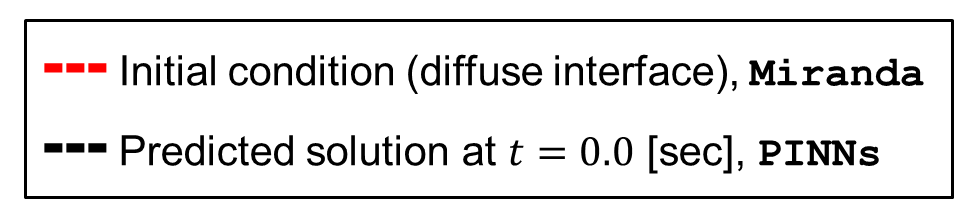 Initial condition (diffuse interface), Miranda
Predicted solution at t = 0.0 [sec], PINNs